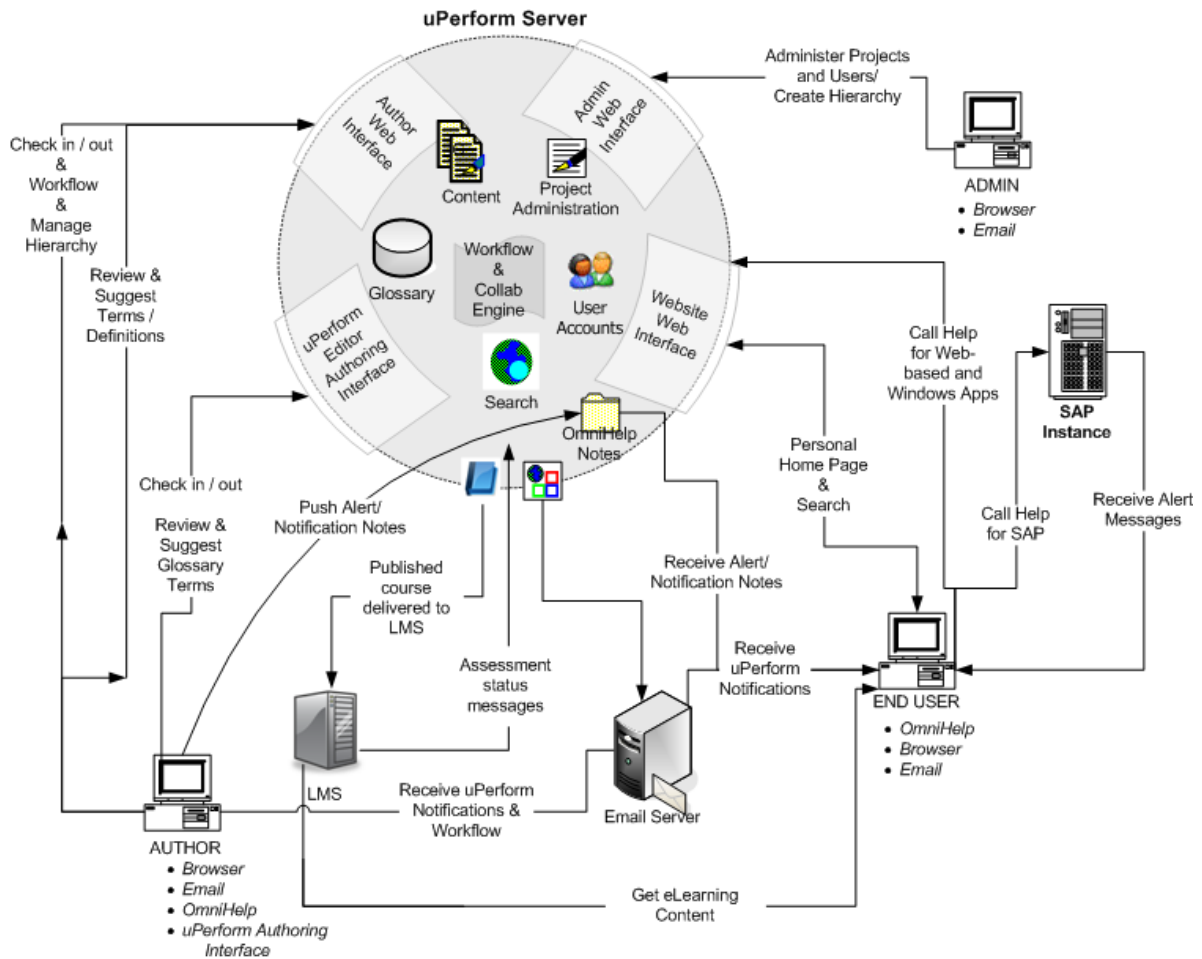 uPerform Server
Author
Web
Interface
Admin
Web
Interface
Content
Project
Administration
Glossary
Workflow
&
Collab
Engine
User
Accounts
uPerform
Editor
Authoring
Interface
Website
Web
Interface
Search
OmniHelp
Notes
Administer Projects
and Users/
Create Hierarchy
ADMIN
• Browser
• Email
Check in / out
&
Workflow
&
Manage
Hierarchy
Review &
Suggest
Terms /
Definitions
Call Help
for Web-
based and
Windows Apps
SAP
Instance
Personal
Home Page
&
Search
Call Help
for SAP
Receive Alert
Messages
Check in / out
Review &
Suggest
Glossary
Terms
Push Alert/
Notification Notes
Published
course
delivered to
LMS
Receive Alert/
Notification Notes
Assessment
status
messages
Receive
uPerform
Notifications
END USER
• OmniHelp
• Browser
• Email
LMS
Receive uPerform
Notifications &
Workflow
Email Server
AUTHOR
• Browser
• Email
• OmniHelp
• uPerform Authoring
Interface
Get eLearning
Content